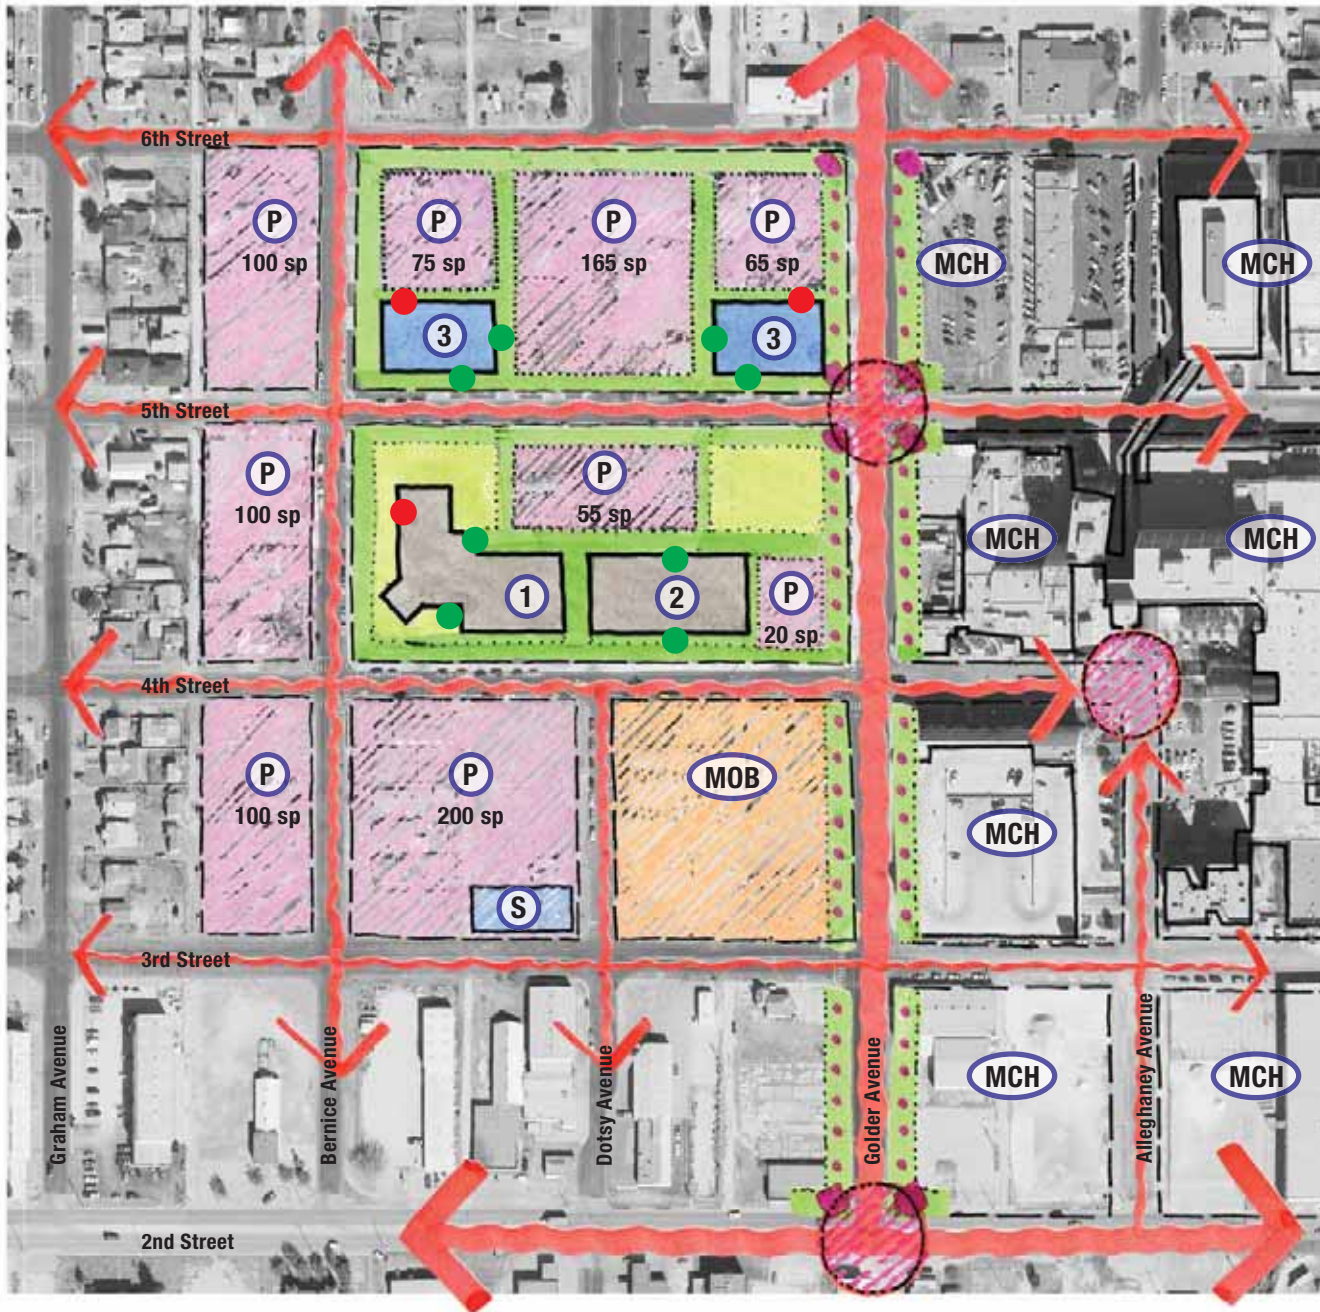 6th Street
P
100 sp
P
75 sp
P
165 sp
P
65 sp
MCH
MCH
3
3
5th Street
P
100 sp
P
55 sp
MCH
MCH
1
2
P
20 sp
4th Street
P
100 sp
P
200 sp
MOB
MCH
S
3rd Street
Graham Avenue
Bernice Avenue
Dotsy Avenue
Golder Avenue
Alleghaney Avenue
MCH
MCH
2nd Street